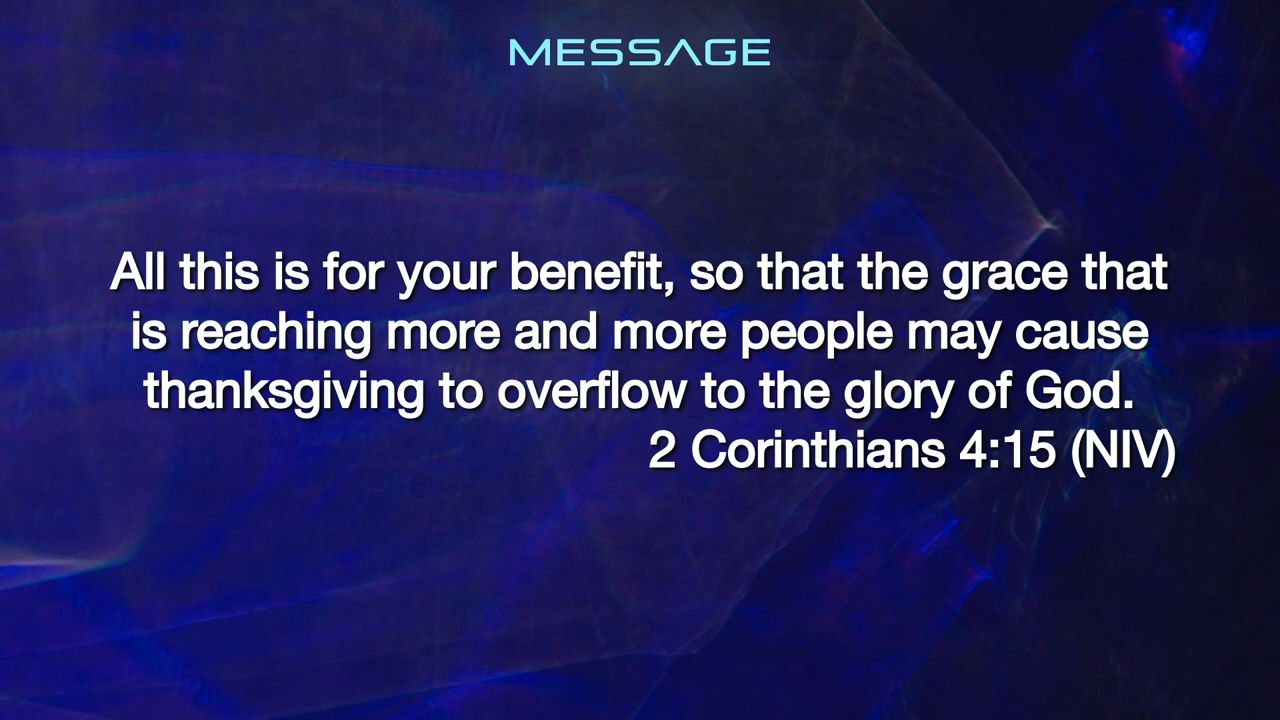 MESSAGE
All this is for your benefit, so that the grace that
is reaching more and more people may cause
thanksgiving to overflow to the glory of God.
2 Corinthians 4:15 (NIV)